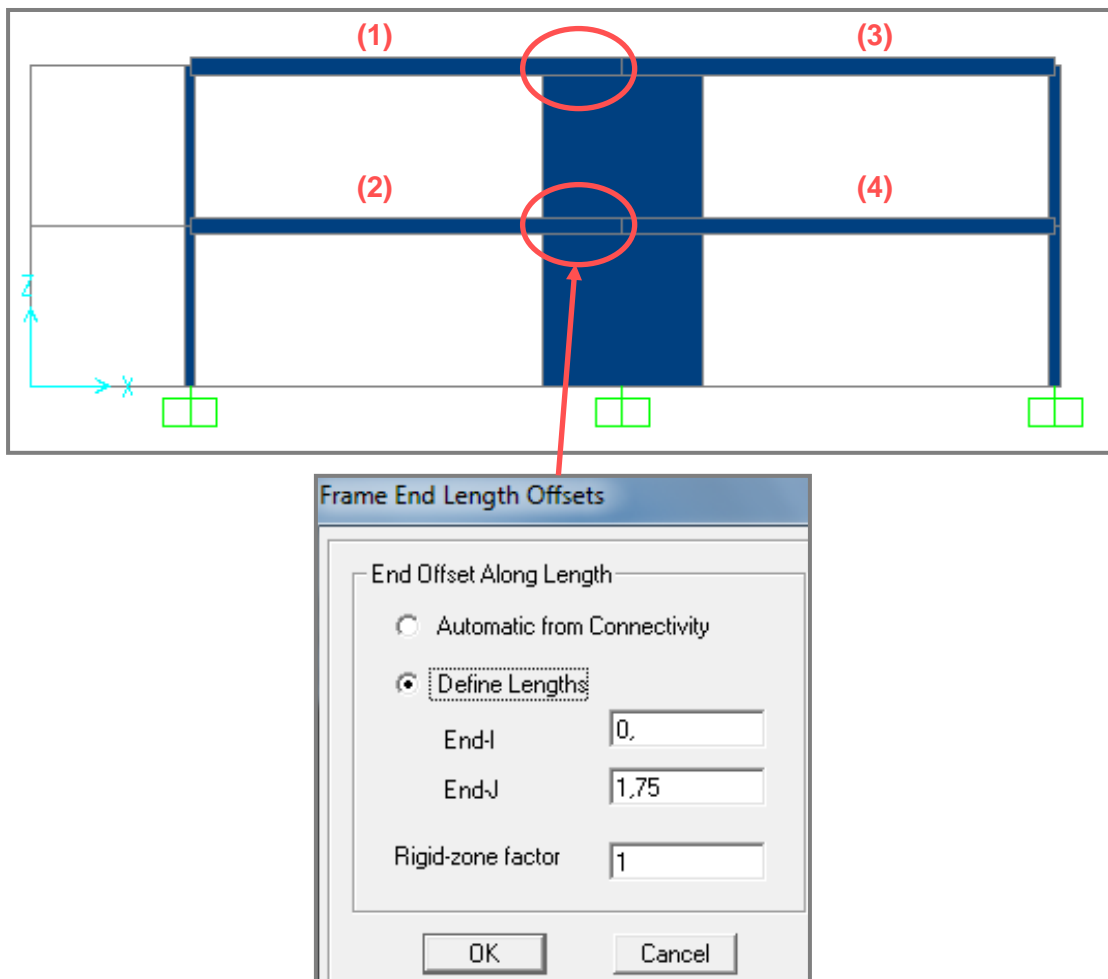 (1) (3)
(2) (4)
Z
X
Frame End Length Offsets
End Offset Along Length
Automatic from Connectivity
Define Lengths
End-I 0,
End-J 1,75
Rigid-zone factor 1
OK Cancel